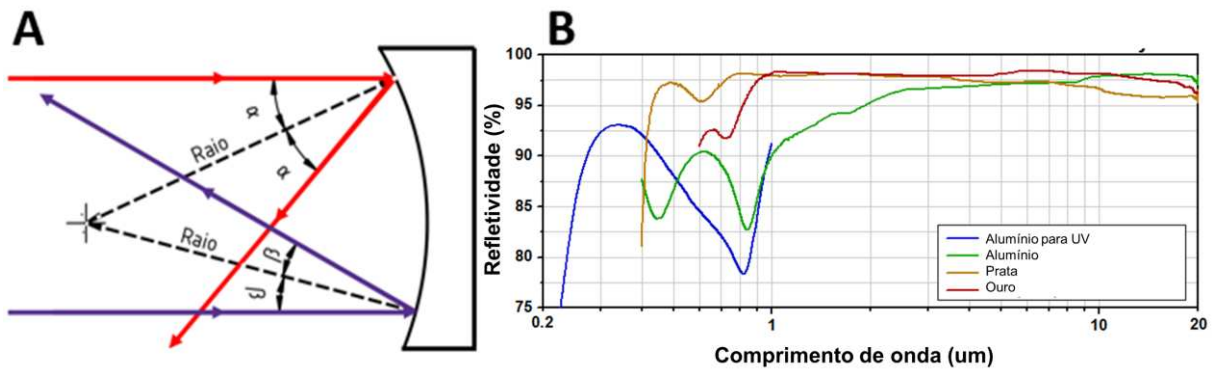 A
α
Raio
α
Raio
β
β
B
Refletividade (%)
100
95
90
85
80
75
0.2
1
10
20
Alumínio para UV
Alumínio
Prata
Ouro
Comprimento de onda (um)